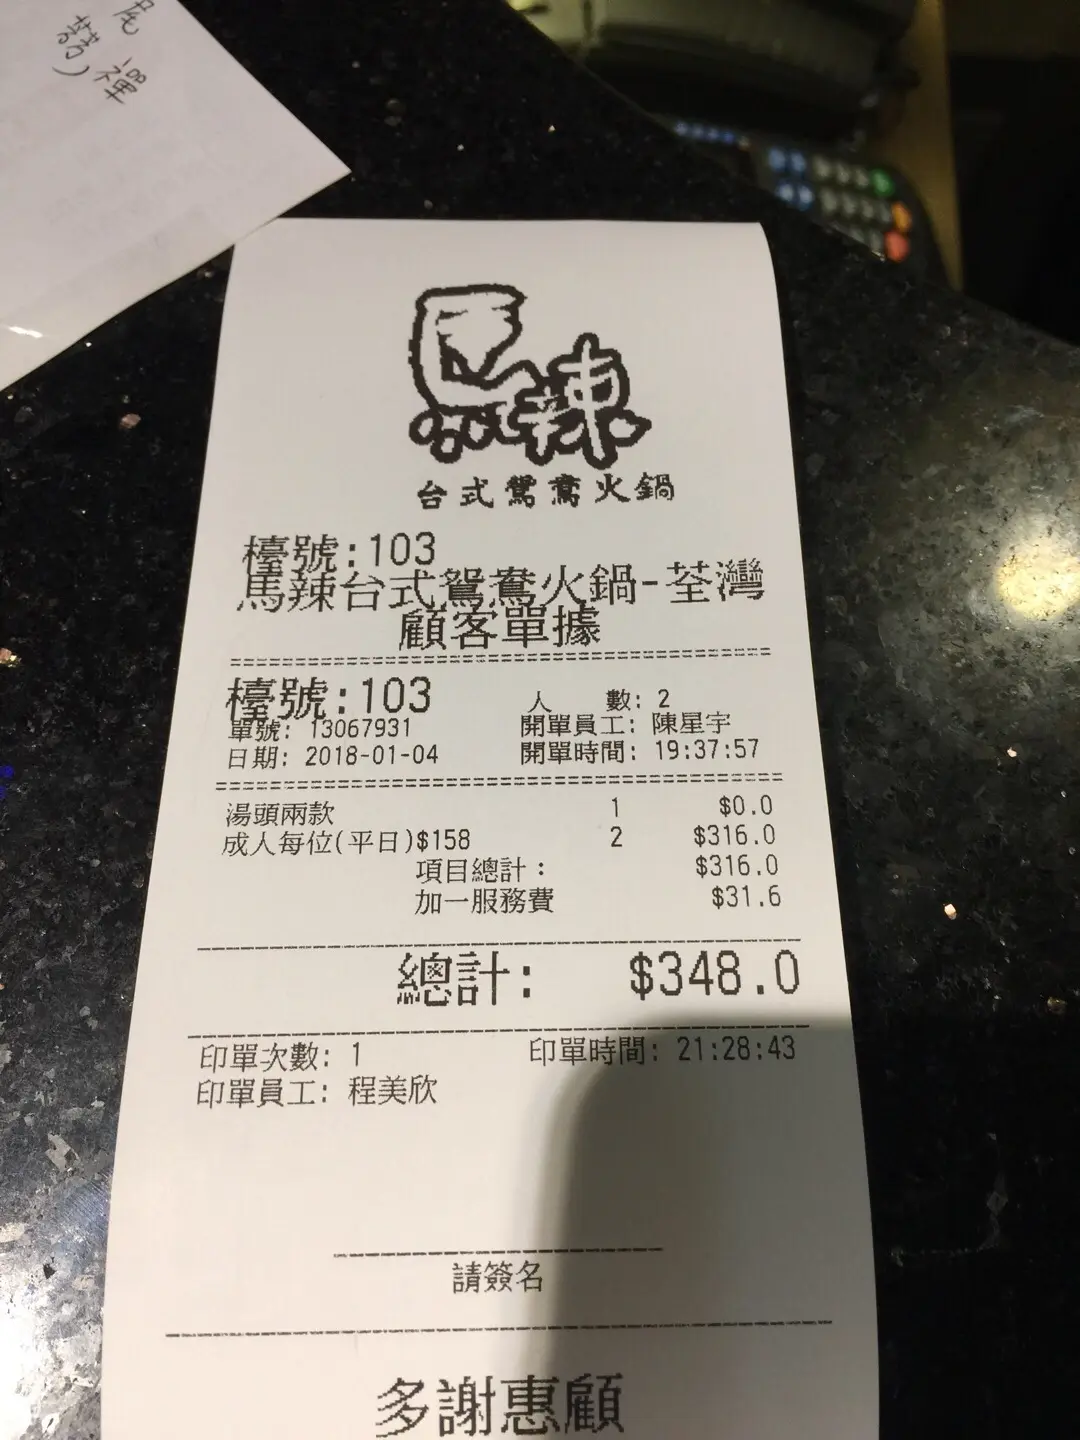 尾
翡 禪
馬辣
台式鴛鴦火鍋
檯號:103
馬辣台式鴛鴦火鍋-荃灣
顧客單據
檯號:103
人 數: 2
單號: 13067931
開單員工: 陳星宇
日期: 2018-01-04
開單時間: 19:37:57
湯頭兩款 1 $0.0
成人每位(平日)$158 2 $316.0
項目總計: $316.0
加一服務費 $31.6
總計: $348.0
印單次數: 1
印單時間: 21:28:43
印單員工: 程美欣
請簽名
多謝惠顧